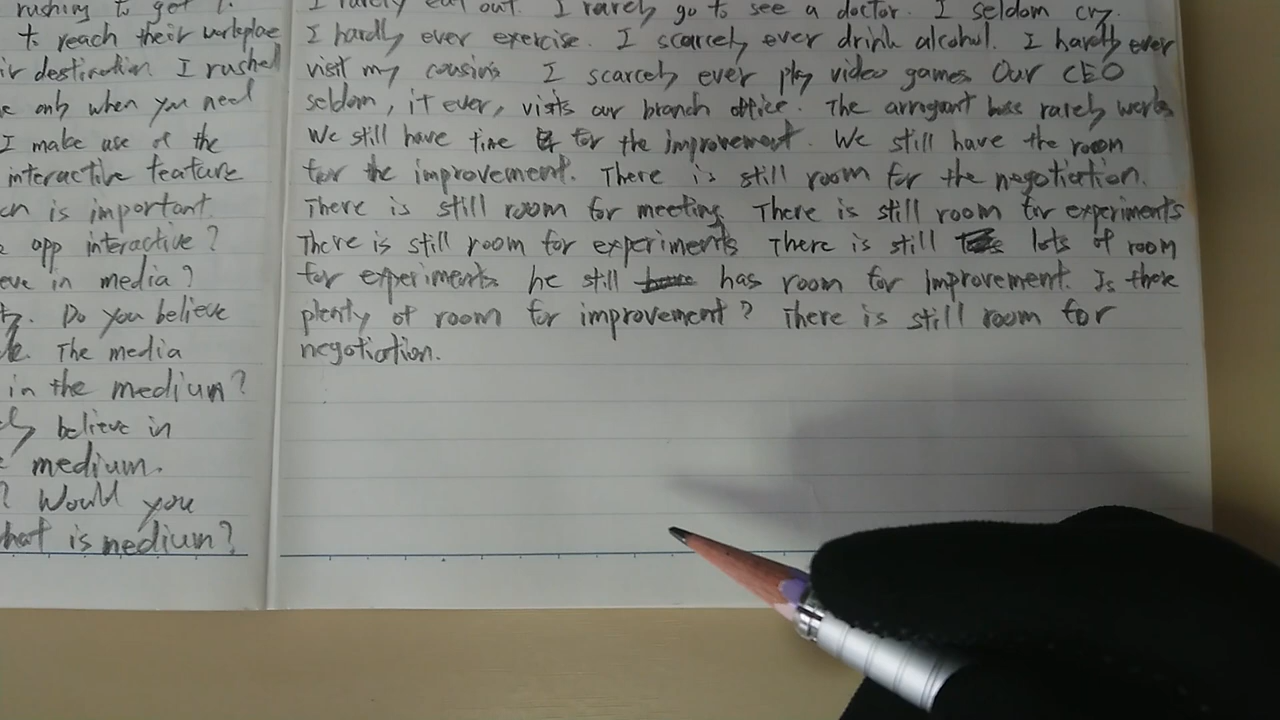 rushing to get
to reach their workplace
ir destination I rushed
only when you need
I make use of the
interactive feature
is important.
app interactive?
eve in media?
Do you believe
The media
in the medium?
believe in
medium.
? Would you
hat is medium?
I rarely eat out. I rarely go to see a doctor. I seldom cry.
I hardly ever exercise. I scarcely ever drink alcohol. I hardly ever
visit my cousins I scarcely ever play video games. Our CEO
seldom, if ever, visits our branch office. The arrogant rarely works
We still have time for the improvement. We still have the room
for the improvement. There is still room for the negotiation.
There is still room for meeting. There is still room for experiments
There is still room for experiments There is still lots of room
for experiments. he still has room for improvement. Is there
plenty of room for improvement? There is still room for
negotiation.